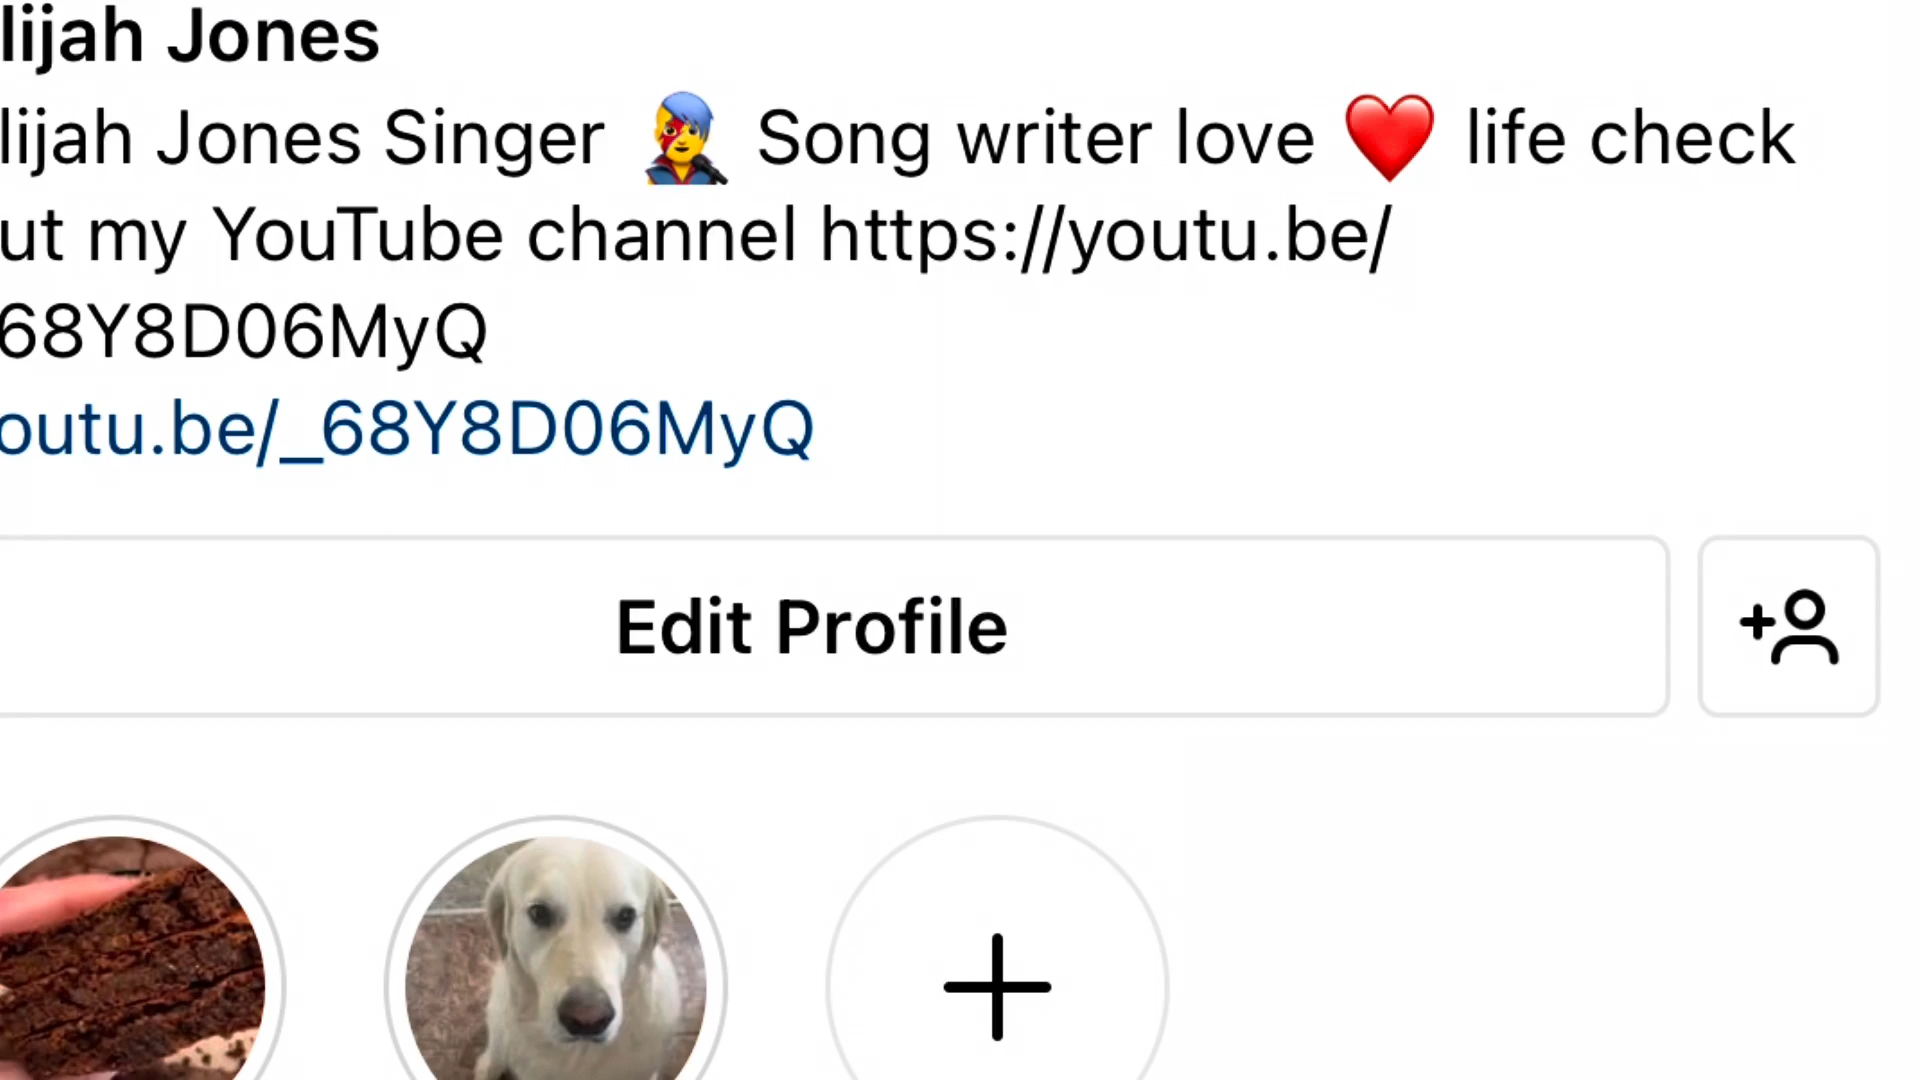 lijah Jones
lijah Jones Singer 👨‍🎤 Song writer love ❤️ life check
ut my YouTube channel https://youtu.be/
68Y8D06MyQ
outu.be/_68Y8D06MyQ
Edit Profile